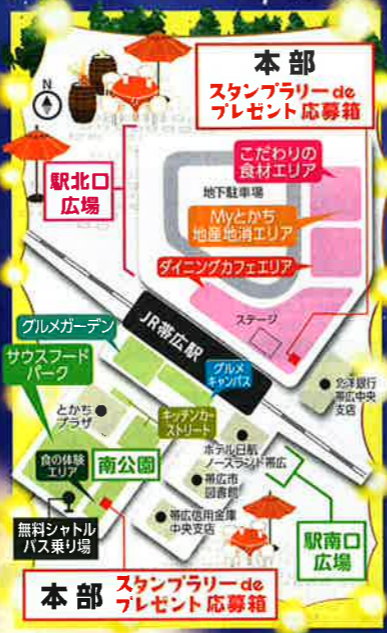 本部
スタンプラリーde
プレゼント応募箱
N
駅北口
広場
こだわりの
食材エリア
地下駐車場
Myとかち
地産地消エリア
ダイニングカフェエリア
ステージ
JR帯広駅
グルメガーデン
サウスフード
パーク
グルメ
キャンパス
とかち
プラザ
キッチンカー
ストリート
北洋銀行
帯広中央
支店
ホテル日航
ノースランド帯広
食の体験
エリア
南公園
帯広市
図書館
帯広信用金庫
中央支店
無料シャトル
バス乗り場
駅南口
広場
本部
スタンプラリーde
プレゼント応募箱